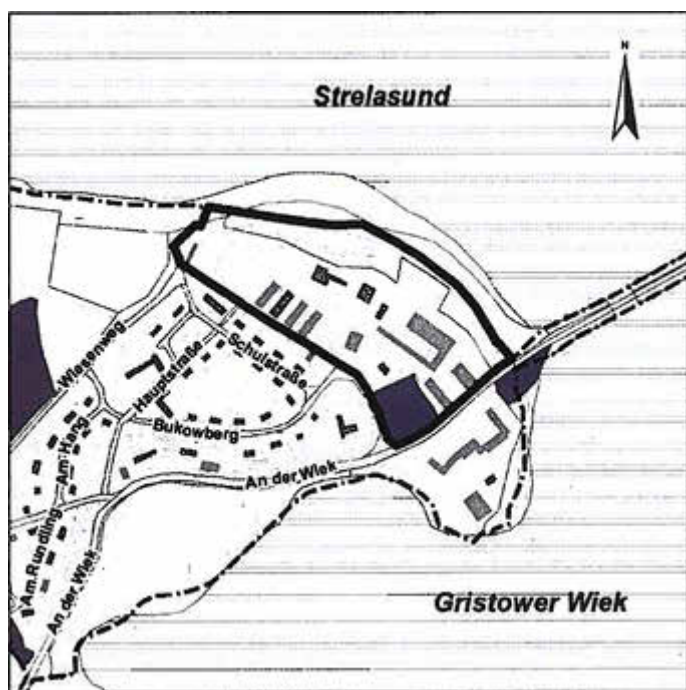 N
Strelasund
Wiesenweg
Hauptstraße
Schulstraße
Bukowberg
Am Hang
An der Wiek
Am Rundling
An der Wiek
Gristower Wiek